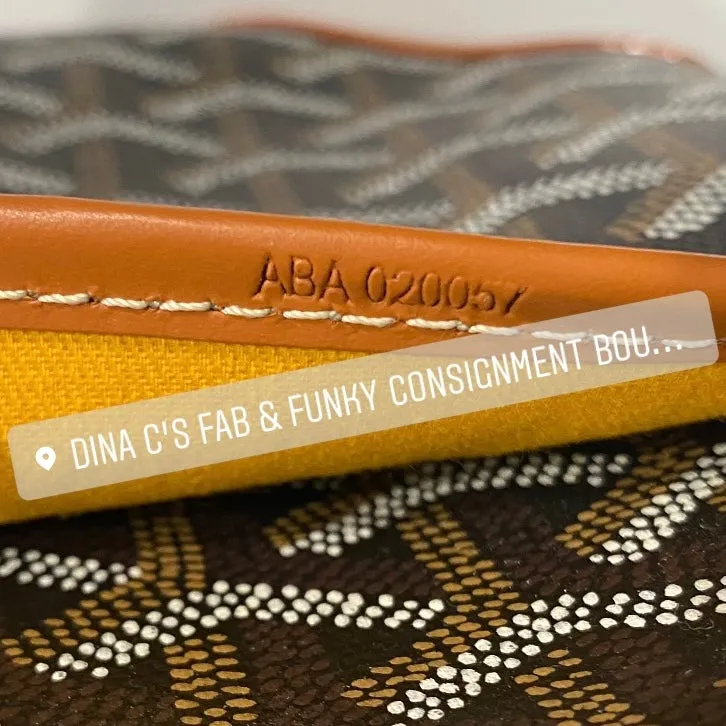 ABA 020057
DINA C'S FAB & FUNKY CONSIGNMENT BOU...